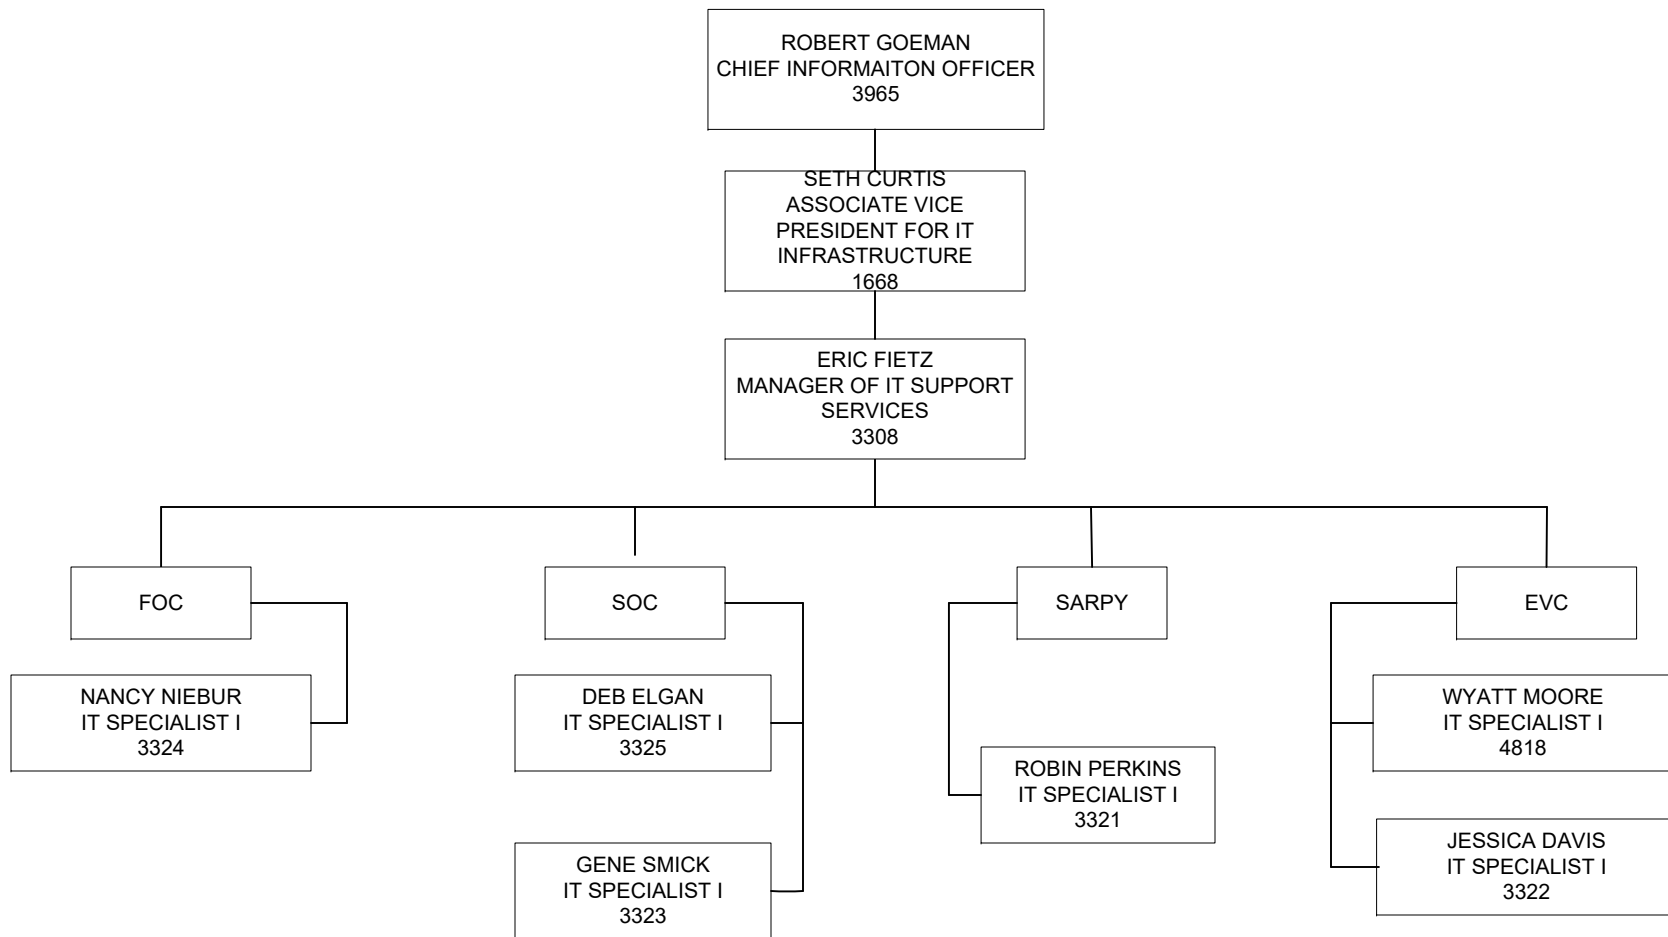 ROBERT GOEMAN
CHIEF INFORMAITON OFFICER
3965
SETH CURTIS
ASSOCIATE VICE
PRESIDENT FOR IT
INFRASTRUCTURE
1668
ERIC FIETZ
MANAGER OF IT SUPPORT
SERVICES
3308
FOC
SOC
SARPY
EVC
NANCY NIEBUR
IT SPECIALIST I
3324
DEB ELGAN
IT SPECIALIST I
3325
WYATT MOORE
IT SPECIALIST I
4818
ROBIN PERKINS
IT SPECIALIST I
3321
GENE SMICK
IT SPECIALIST I
3323
JESSICA DAVIS
IT SPECIALIST I
3322